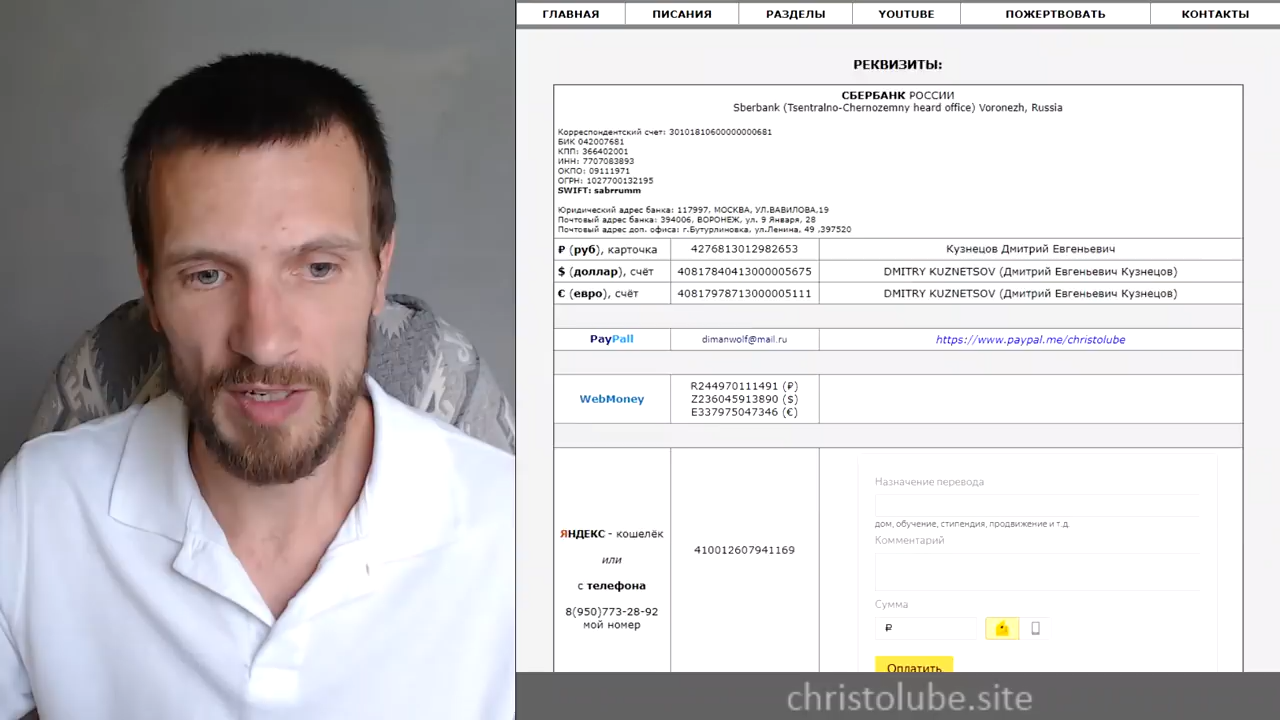 ГЛАВНАЯ ПИСАНИЯ РАЗДЕЛЫ YOUTUBE ПОЖЕРТВОВАТЬ КОНТАКТЫ
РЕКВИЗИТЫ:
СБЕРБАНК РОССИИ
Sberbank (Tsentralno-Chernozemny heard office) Voronezh, Russia
Корреспондентский счет: 30101810600000000681
БИК 042007681
КПП: 366402001
ИНН: 7707083893
ОКПО: 09111971
ОГРН: 1027700132195
SWIFT: sabrrumm
Юридический адрес банка: 117997, МОСКВА, УЛ.ВАВИЛОВА,19
Почтовый адрес банка: 394006, ВОРОНЕЖ, ул. 9 Января, 28
Почтовый адрес доп. офиса: г.Бутурлиновка, ул.Ленина, 49 ,397520
₽ (руб), карточка 4276813012982653 Кузнецов Дмитрий Евгеньевич
$ (доллар), счёт 40817840413000005675 DMITRY KUZNETSOV (Дмитрий Евгеньевич Кузнецов)
€ (евро), счёт 40817978713000005111 DMITRY KUZNETSOV (Дмитрий Евгеньевич Кузнецов)
PayPall dimanwolf@mail.ru https://www.paypal.me/christolube
WebMoney
R244970111491 (₽)
Z236045913890 ($)
E337975047346 (€)
ЯНДЕКС - кошелёк
или
с телефона
8(950)773-28-92
мой номер
410012607941169
Назначение перевода
дом, обучение, стипендия, продвижение и т.д.
Комментарий
Сумма
₽
Оплатить
christolube.site